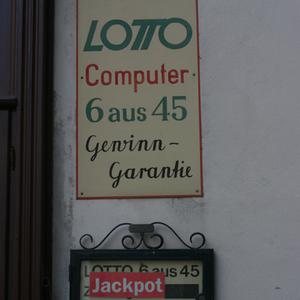 LOTTO
Computer
6 aus 45
Gewinn-
Garantie
LOTTO 6 aus 45
Jackpot